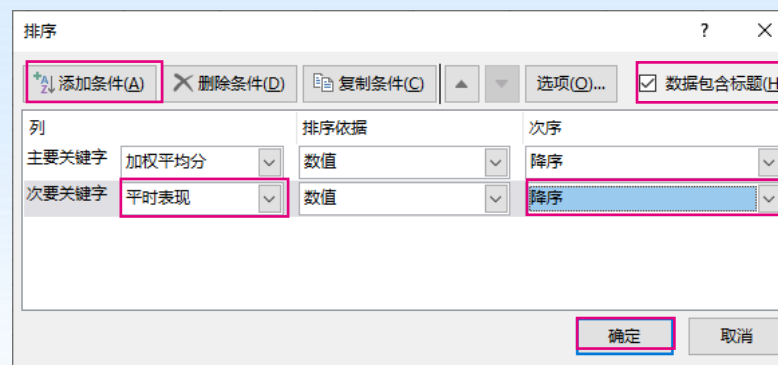 排序
添加条件(A) 删除条件(D) 复制条件(C) 选项(O)... 数据包含标题(H
列 排序依据 次序
主要关键字 加权平均分 数值 降序
次要关键字 平时表现 数值 降序
确定 取消